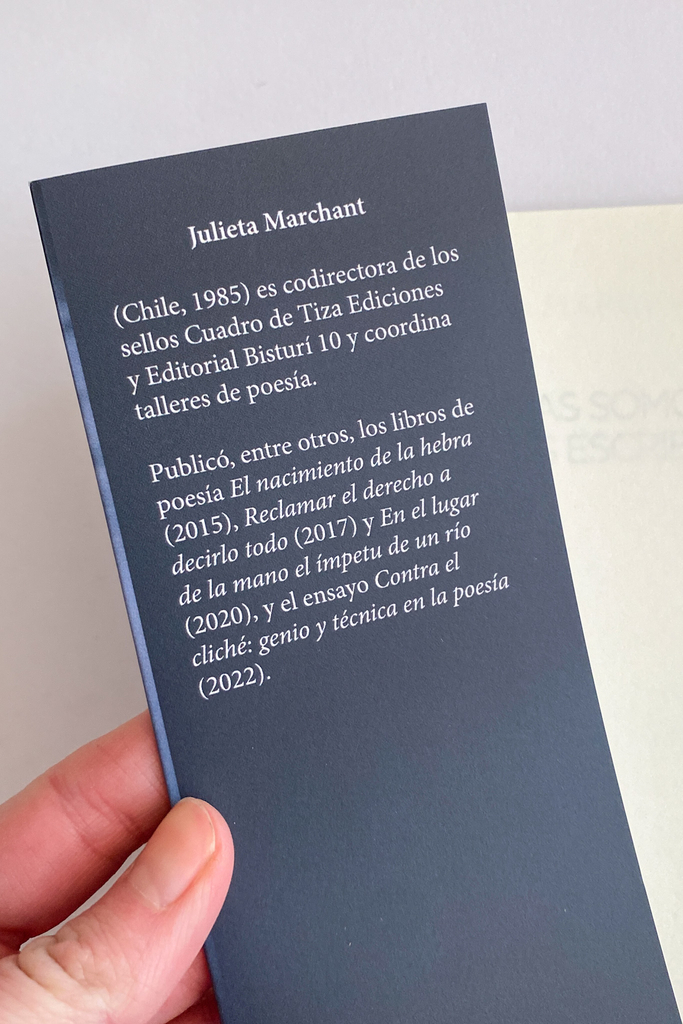 Julieta Marchant
(Chile, 1985) es codirectora de los
sellos Cuadro de Tiza Ediciones
y Editorial Bisturí 10 y coordina
talleres de poesía.
Publicó, entre otros, los libros de
poesía El nacimiento de la hebra
(2015), Reclamar el derecho a
decirlo todo (2017) y En el lugar
de la mano el ímpetu de un río
(2020), y el ensayo Contra el
cliché: genio y técnica en la poesía
(2022).